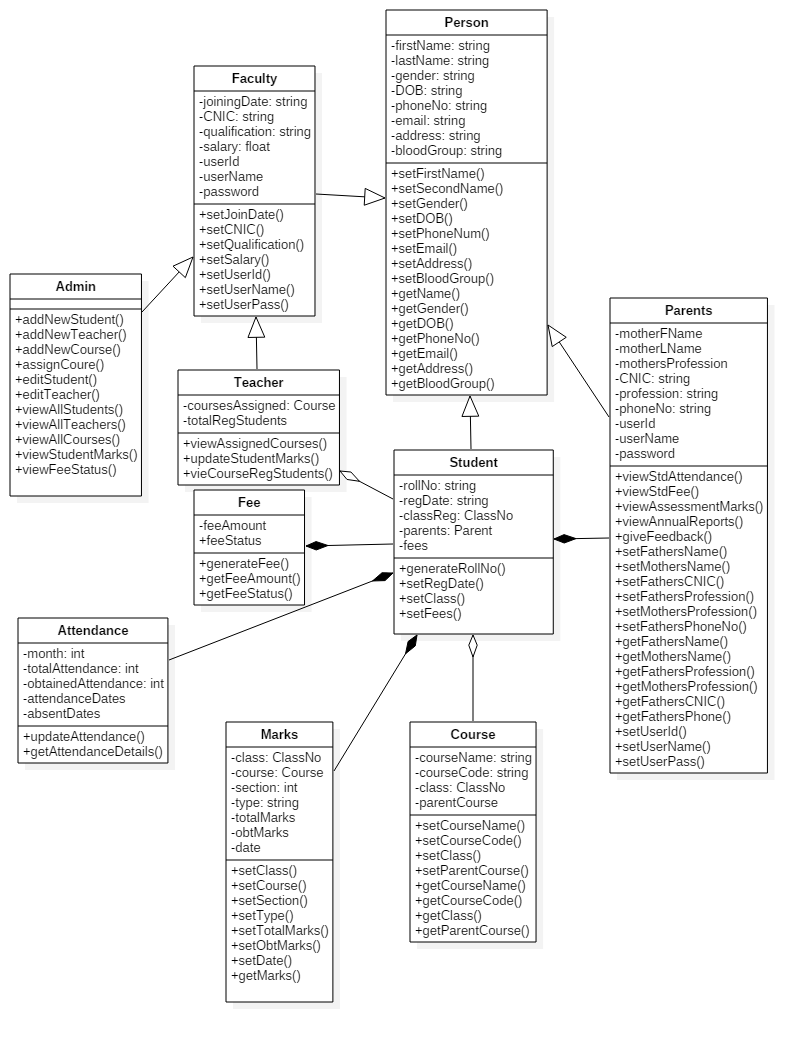 Person
-firstName: string
-lastName: string
-gender: string
-DOB: string
-phoneNo: string
-email: string
-address: string
-bloodGroup: string
+setFirstName()
+setSecondName()
+setGender()
+setDOB()
+setPhoneNum()
+setEmail()
+setAddress()
+setBloodGroup()
+getName()
+getGender()
+getDOB()
+getPhoneNo()
+getEmail()
+getAddress()
+getBloodGroup()
Faculty
-joiningDate: string
-CNIC: string
-qualification: string
-salary: float
-userId
-userName
-password
+setJoinDate()
+setCNIC()
+setQualification()
+setSalary()
+setUserId()
+setUserName()
+setUserPass()
Admin
+addNewStudent()
+addNewTeacher()
+addNewCourse()
+assignCoure()
+editStudent()
+editTeacher()
+viewAllStudents()
+viewAllTeachers()
+viewAllCourses()
+viewStudentMarks()
+viewFeeStatus()
Teacher
-coursesAssigned: Course
-totalRegStudents
+viewAssignedCourses()
+updateStudentMarks()
+vieCourseRegStudents()
Parents
-motherFName
-motherLName
-mothersProfession
-CNIC: string
-profession: string
-phoneNo: string
-userId
-userName
-password
+viewStdAttendance()
+viewStdFee()
+viewAssessmentMarks()
+viewAnnualReports()
+giveFeedback()
+setFathersName()
+setMothersName()
+setFathersCNIC()
+setFathersProfession()
+setMothersProfession()
+setFathersPhoneNo()
+getFathersName()
+getMothersName()
+getFathersProfession()
+getMothersProfession()
+getFathersCNIC()
+getFathersPhone()
+setUserId()
+setUserName()
+setUserPass()
Student
-rollNo: string
-regDate: string
-classReg: ClassNo
-parents: Parent
-fees
+generateRollNo()
+setRegDate()
+setClass()
+setFees()
Fee
-feeAmount
+feeStatus
+generateFee()
+getFeeAmount()
+getFeeStatus()
Attendance
-month: int
-totalAttendance: int
-obtainedAttendance: int
-attendanceDates
-absentDates
+updateAttendance()
+getAttendanceDetails()
Marks
-class: ClassNo
-course: Course
-section: int
-type: string
-totalMarks
-obtMarks
-date
+setClass()
+setCourse()
+setSection()
+setType()
+setTotalMarks()
+setObtMarks()
+setDate()
+getMarks()
Course
-courseName: string
-courseCode: string
-class: ClassNo
-parentCourse
+setCourseName()
+setCourseCode()
+setClass()
+setParentCourse()
+getCourseName()
+getCourseCode()
+getClass()
+getParentCourse()